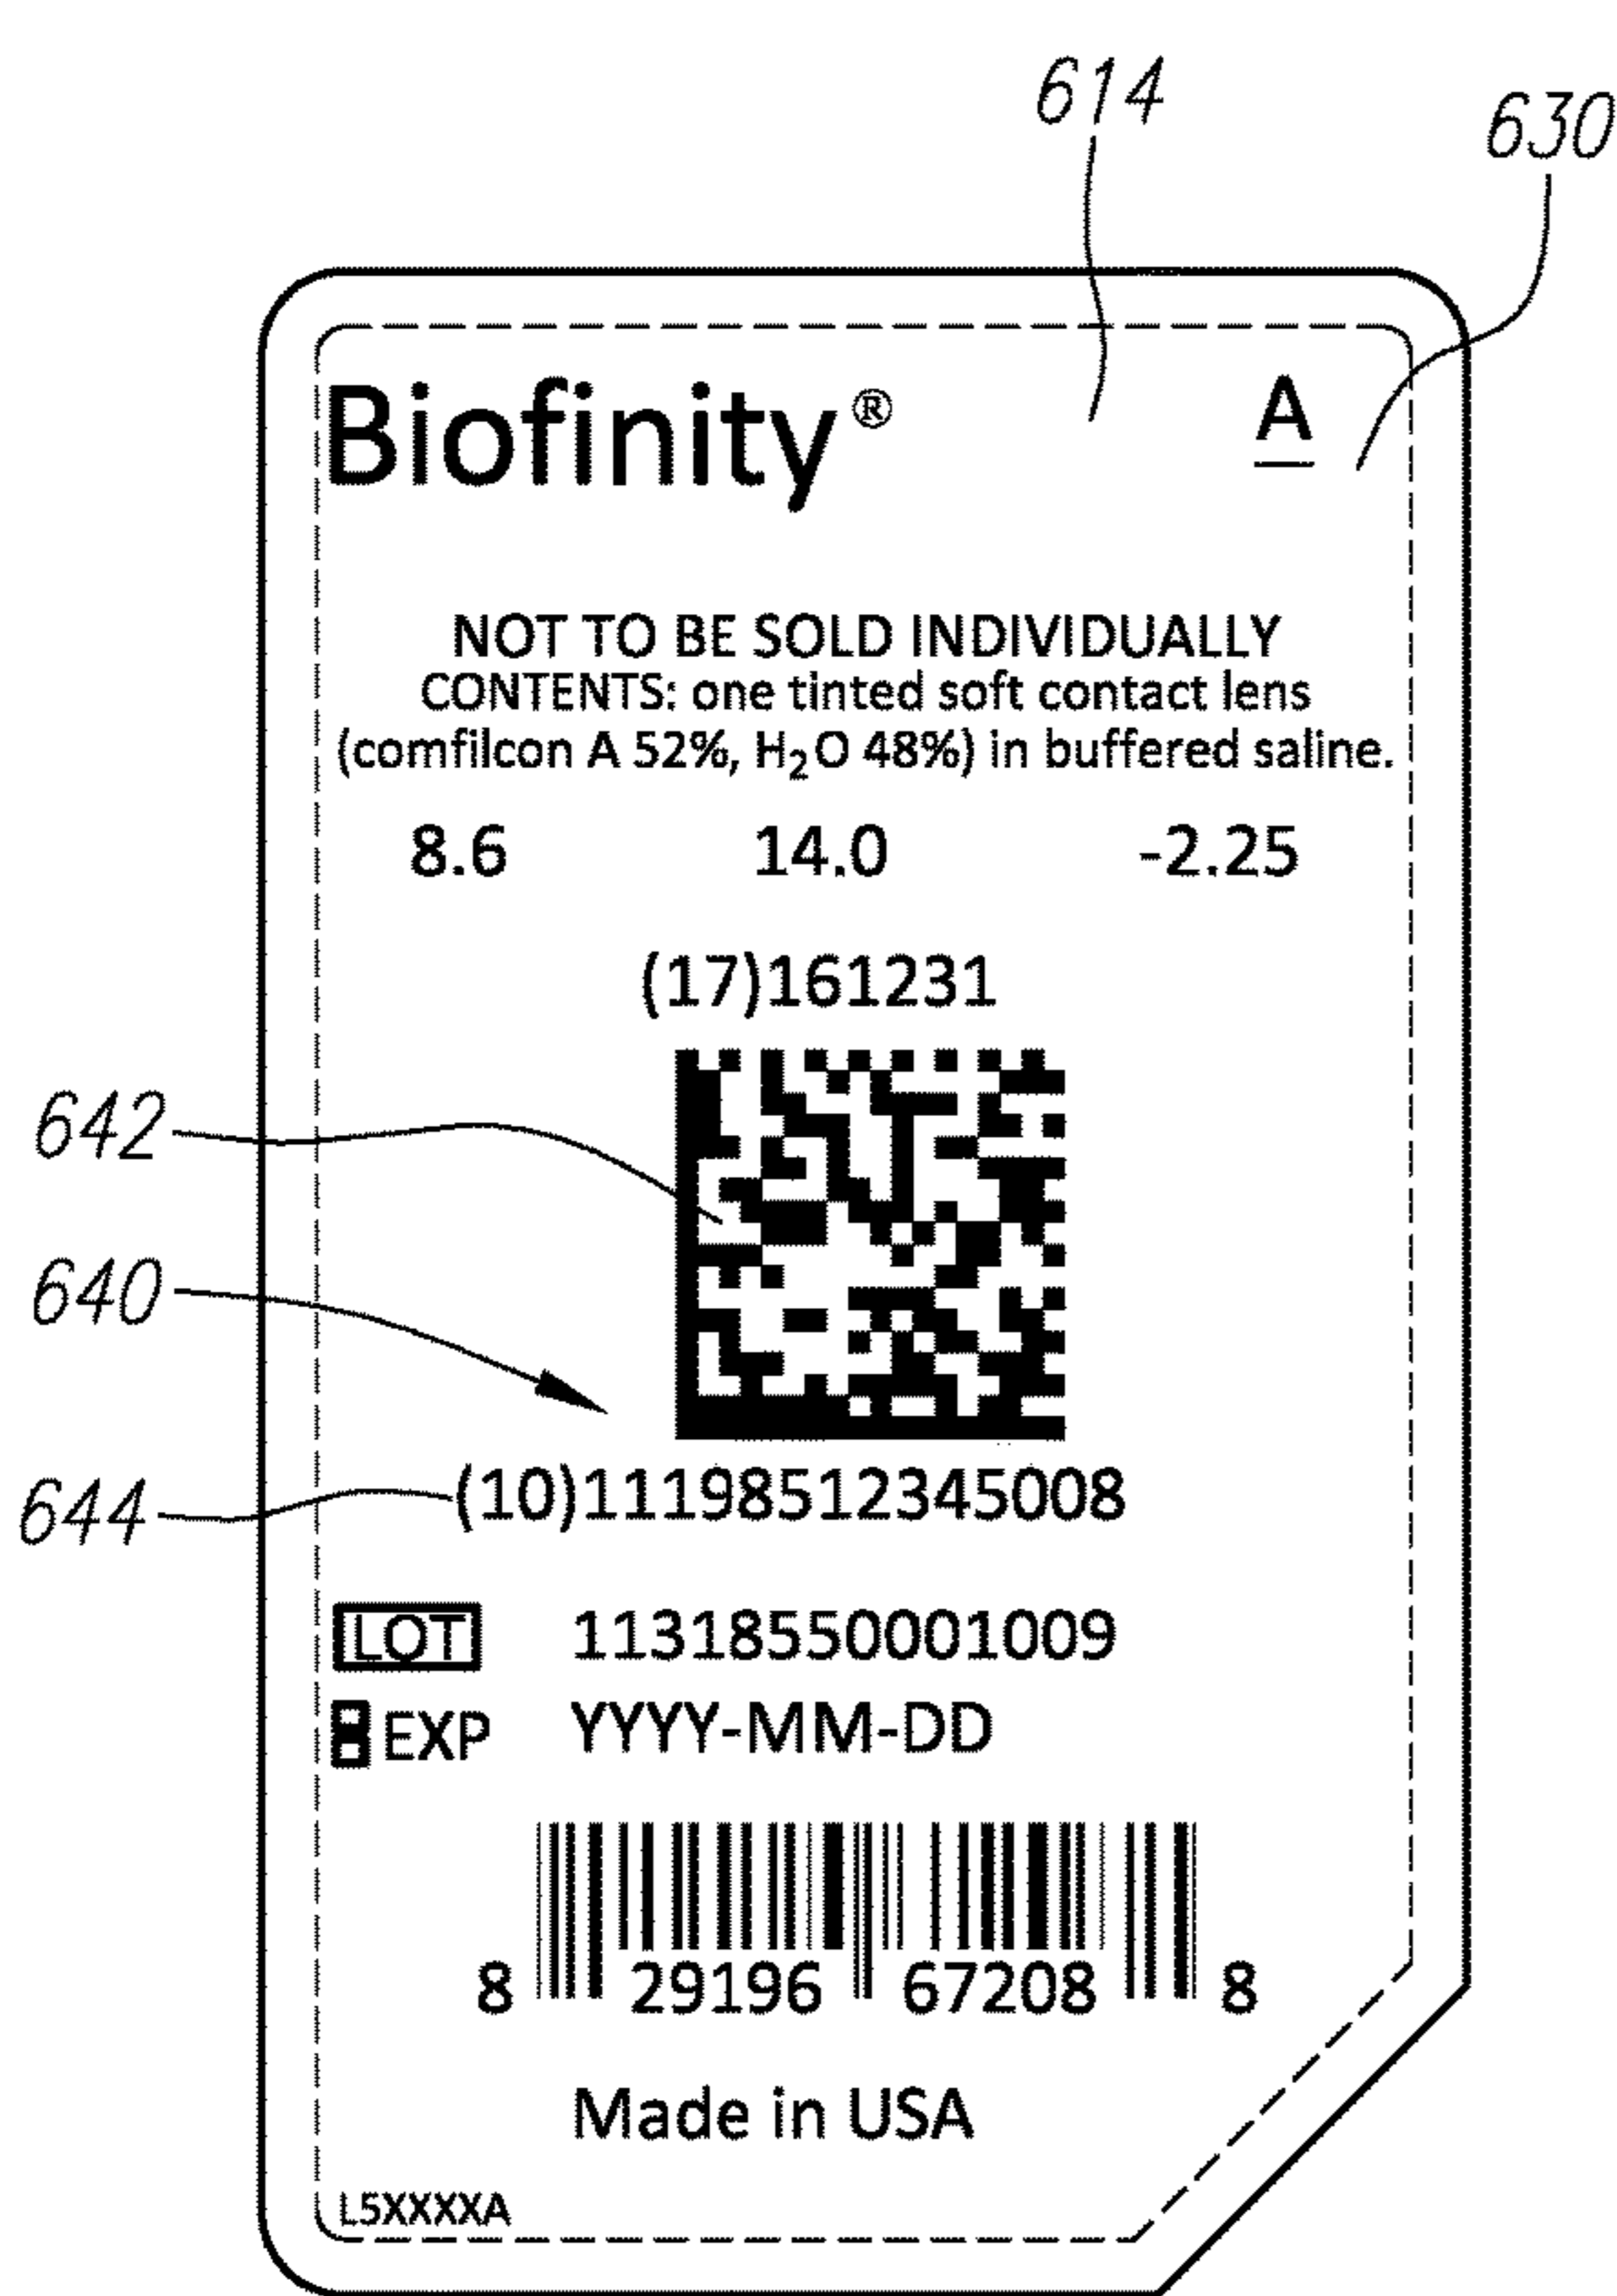 614
630
Biofinity® A
NOT TO BE SOLD INDIVIDUALLY
CONTENTS: one tinted soft contact lens
(comfilcon A 52%, H₂O 48%) in buffered saline.
8.6 14.0 -2.25
(17)161231
642
640
644 (10)11198512345008
LOT 11318550001009
EXP YYYY-MM-DD
8 29196 67208 8
Made in USA
L5XXXXA